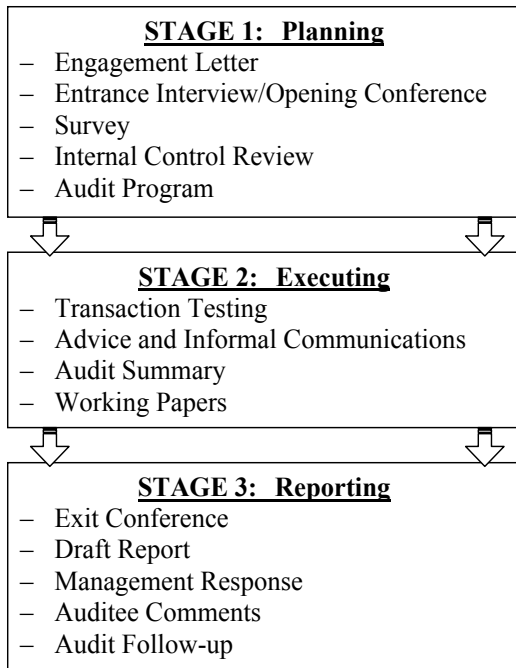 STAGE 1: Planning
– Engagement Letter
– Entrance Interview/Opening Conference
– Survey
– Internal Control Review
– Audit Program
STAGE 2: Executing
– Transaction Testing
– Advice and Informal Communications
– Audit Summary
– Working Papers
STAGE 3: Reporting
– Exit Conference
– Draft Report
– Management Response
– Auditee Comments
– Audit Follow-up